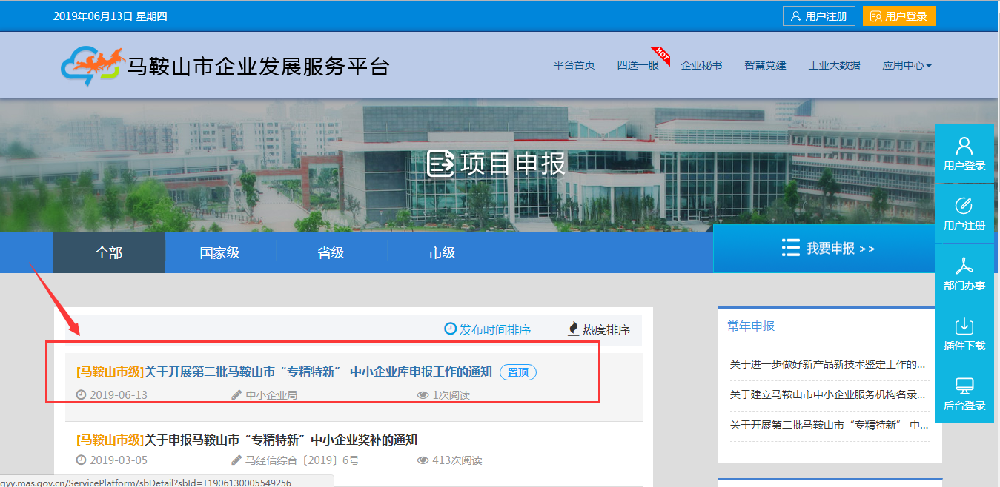 2019年06月13日 星期四
用户注册
用户登录
马鞍山市企业发展服务平台
平台首页
四送一服
HOT
企业秘书
智慧党建
工业大数据
应用中心
项目申报
用户登录
用户注册
部门办事
插件下载
后台登录
全部
国家级
省级
市级
我要申报 >>
发布时间排序
热度排序
[马鞍山市级]关于开展第二批马鞍山市“专精特新” 中小企业库申报工作的通知 置顶
2019-06-13 中小企业局 1次阅读
[马鞍山市级]关于申报马鞍山市“专精特新”中小企业奖补的通知
2019-03-05 马经信综合〔2019〕6号 413次阅读
常年申报
关于进一步做好新产品新技术鉴定工作的...
关于建立马鞍山市中小企业服务机构名录...
关于开展第二批马鞍山市“专精特新” 中...
qyy.mas.gov.cn/ServicePlatform/sbDetail?sbId=T1906130005549256